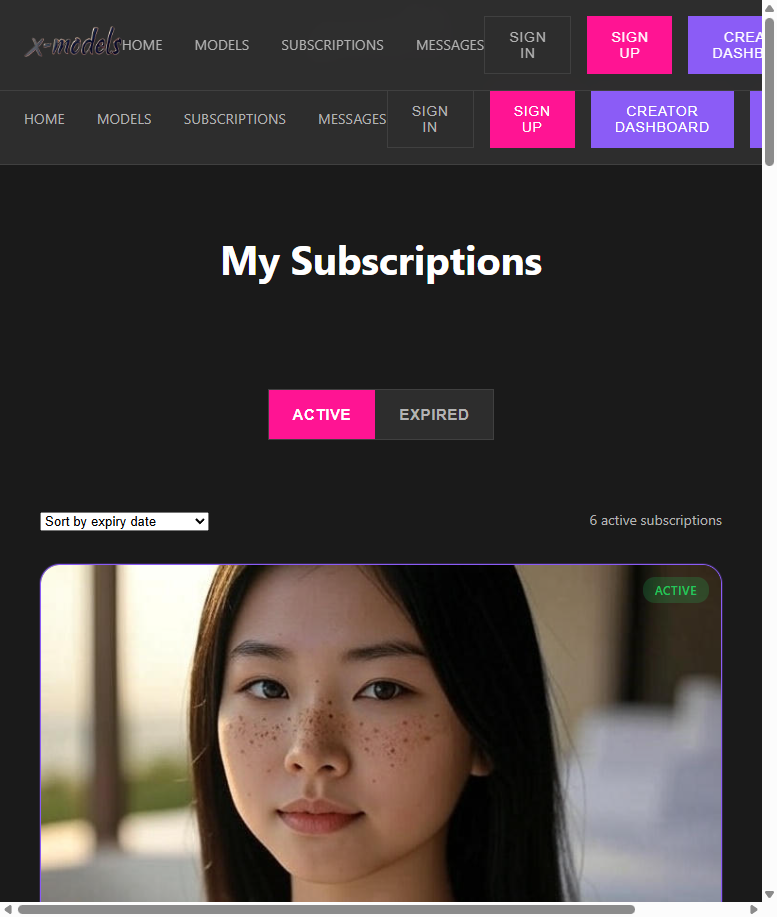 x-models HOME MODELS SUBSCRIPTIONS MESSAGES SIGN IN SIGN UP CREA DASHB
HOME MODELS SUBSCRIPTIONS MESSAGES SIGN IN SIGN UP CREATOR DASHBOARD
My Subscriptions
ACTIVE EXPIRED
Sort by expiry date 6 active subscriptions
ACTIVE